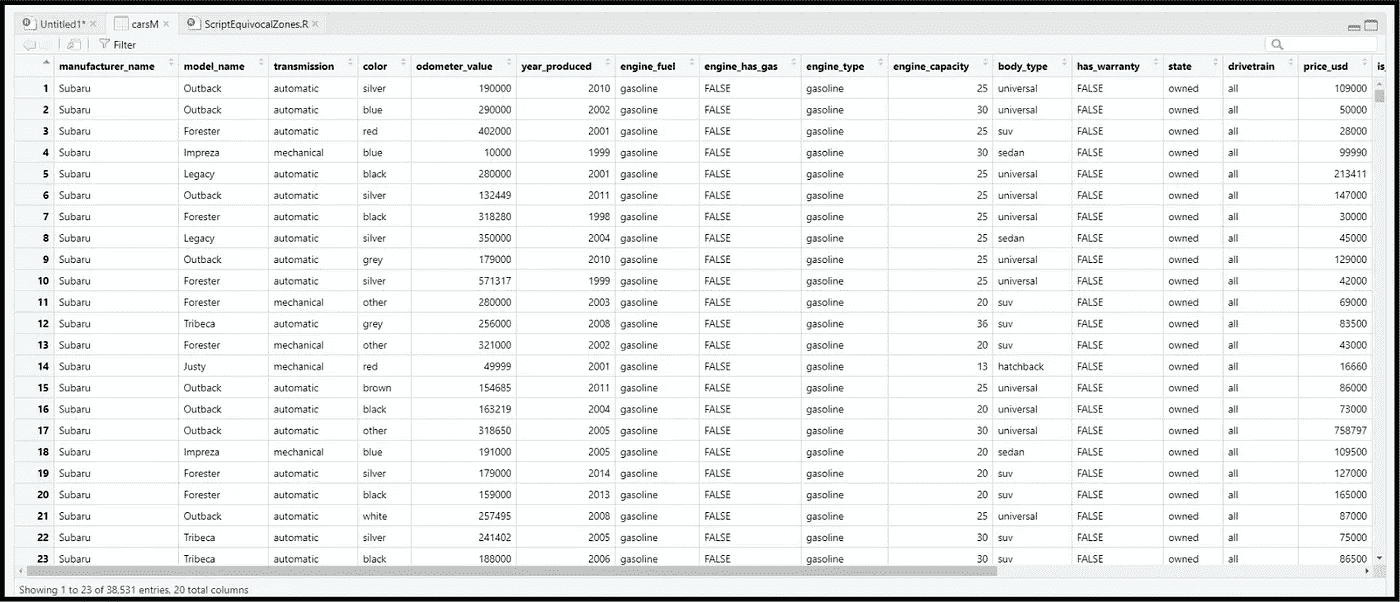 Untitled1* carsM ScriptEquivocalZones.R
Filter
manufacturer_name model_name transmission color odometer_value year_produced engine_fuel engine_has_gas engine_type engine_capacity body_type has_warranty state drivetrain price_usd is_
1 Subaru Outback automatic silver 190000 2010 gasoline FALSE gasoline 25 universal FALSE owned all 109000
2 Subaru Outback automatic blue 290000 2002 gasoline FALSE gasoline 30 universal FALSE owned all 50000
3 Subaru Forester automatic red 402000 2001 gasoline FALSE gasoline 25 suv FALSE owned all 28000
4 Subaru Impreza mechanical blue 10000 1999 gasoline FALSE gasoline 30 sedan FALSE owned all 99990
5 Subaru Legacy automatic black 280000 2001 gasoline FALSE gasoline 25 universal FALSE owned all 213411
6 Subaru Outback automatic silver 132449 2011 gasoline FALSE gasoline 25 universal FALSE owned all 147000
7 Subaru Forester automatic black 318280 1998 gasoline FALSE gasoline 25 universal FALSE owned all 30000
8 Subaru Legacy automatic silver 350000 2004 gasoline FALSE gasoline 25 sedan FALSE owned all 45000
9 Subaru Outback automatic grey 179000 2010 gasoline FALSE gasoline 25 universal FALSE owned all 129000
10 Subaru Forester automatic silver 571317 1999 gasoline FALSE gasoline 25 universal FALSE owned all 42000
11 Subaru Forester mechanical other 280000 2003 gasoline FALSE gasoline 20 suv FALSE owned all 69000
12 Subaru Tribeca automatic grey 256000 2008 gasoline FALSE gasoline 36 suv FALSE owned all 83500
13 Subaru Forester mechanical other 321000 2002 gasoline FALSE gasoline 20 suv FALSE owned all 43000
14 Subaru Justy mechanical red 49999 2001 gasoline FALSE gasoline 13 hatchback FALSE owned all 16660
15 Subaru Outback automatic brown 154685 2011 gasoline FALSE gasoline 25 universal FALSE owned all 86000
16 Subaru Outback automatic black 163219 2004 gasoline FALSE gasoline 20 universal FALSE owned all 73000
17 Subaru Outback automatic other 318650 2005 gasoline FALSE gasoline 30 universal FALSE owned all 758797
18 Subaru Impreza mechanical blue 191000 2005 gasoline FALSE gasoline 20 sedan FALSE owned all 109500
19 Subaru Forester automatic silver 179000 2014 gasoline FALSE gasoline 20 suv FALSE owned all 127000
20 Subaru Forester automatic black 159000 2013 gasoline FALSE gasoline 20 suv FALSE owned all 165000
21 Subaru Outback automatic white 257495 2008 gasoline FALSE gasoline 25 universal FALSE owned all 87000
22 Subaru Tribeca automatic silver 241402 2005 gasoline FALSE gasoline 30 suv FALSE owned all 75000
23 Subaru Tribeca automatic black 188000 2006 gasoline FALSE gasoline 30 suv FALSE owned all 86500
Showing 1 to 23 of 38,531 entries, 20 total columns